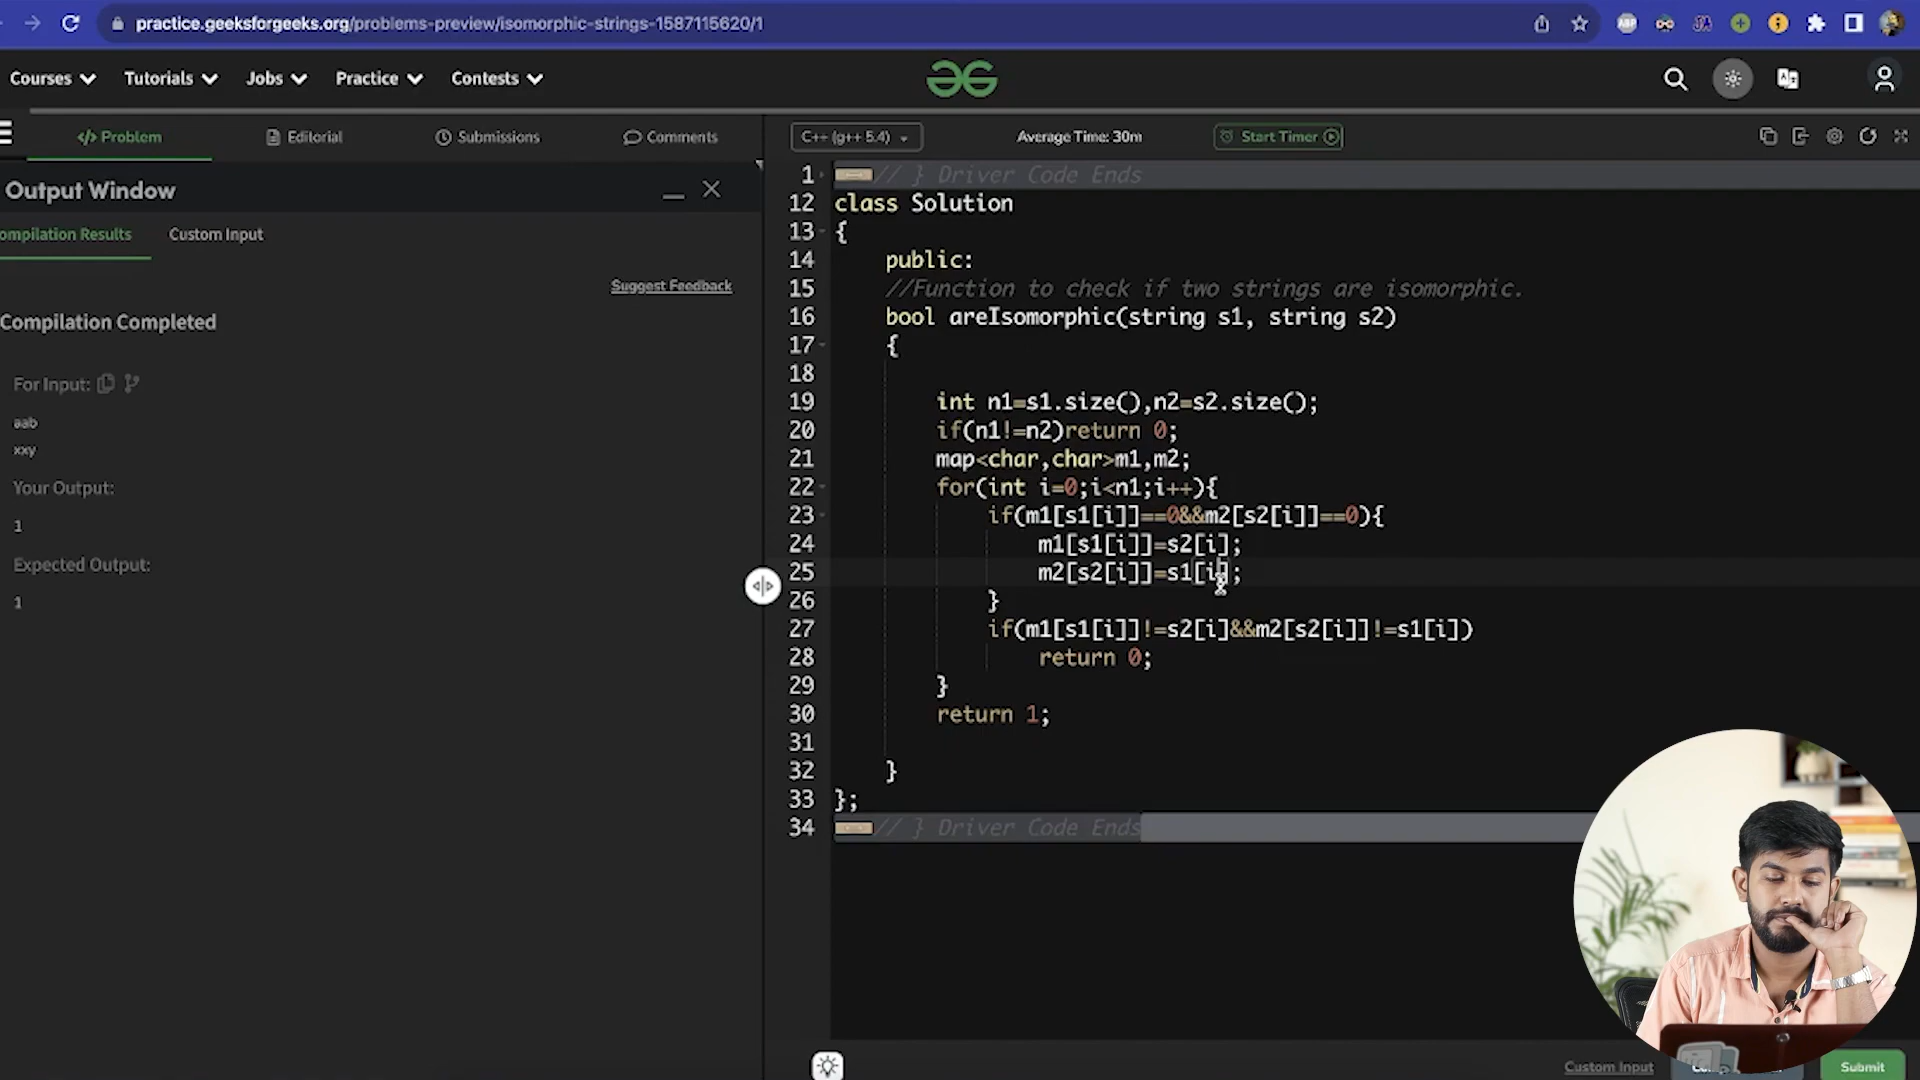 practice.geeksforgeeks.org/problems-preview/isomorphic-strings-1587115620/1
ABP
Courses Tutorials Jobs Practice Contests
</> Problem Editorial Submissions Comments C++ (g++ 5.4) Average Time: 30m Start Timer
Output Window
ompilation Results Custom Input
Suggest Feedback
Compilation Completed
For Input:
aab
xxy
Your Output:
1
Expected Output:
1
1 // } Driver Code Ends
12 class Solution
13 {
14 public:
15 //Function to check if two strings are isomorphic.
16 bool areIsomorphic(string s1, string s2)
17 {
18
19 int n1=s1.size(),n2=s2.size();
20 if(n1!=n2)return 0;
21 map<char,char>m1,m2;
22 for(int i=0;i<n1;i++){
23 if(m1[s1[i]]==0&&m2[s2[i]]==0){
24 m1[s1[i]]=s2[i];
25 m2[s2[i]]=s1[i];
26 }
27 if(m1[s1[i]]!=s2[i]&&m2[s2[i]]!=s1[i])
28 return 0;
29 }
30 return 1;
31
32 }
33 };
34 // } Driver Code Ends
Custom Input Submit